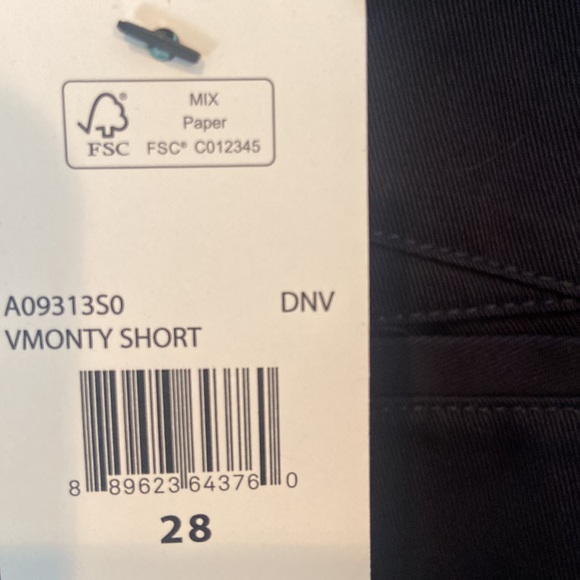 MIX
Paper
FSC® FSC® C012345
A09313S0 DNV
VMONTY SHORT
8 89623 64376 0
28